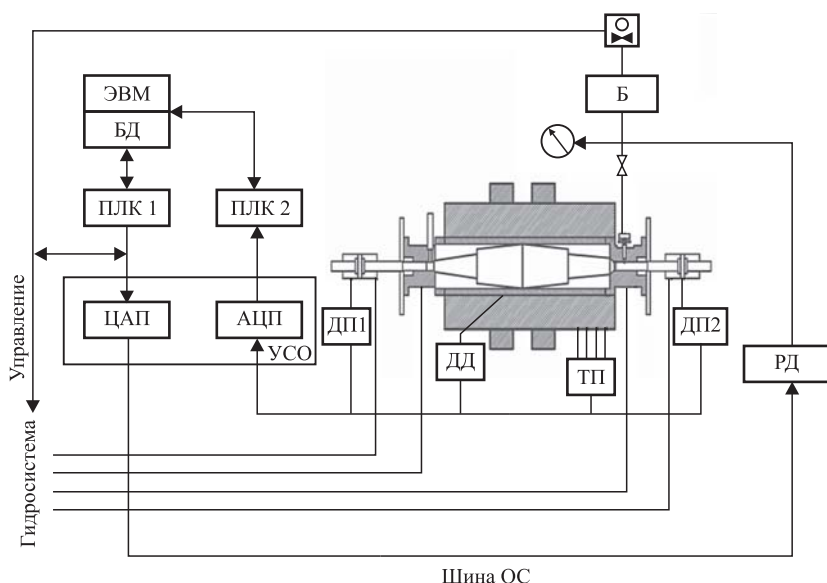 ЭВМ
БД
Б
ПЛК 1
ПЛК 2
ЦАП
АЦП
УСО
ДП1
ДД
ТП
ДП2
РД
Управление
Гидросистема
Шина ОС